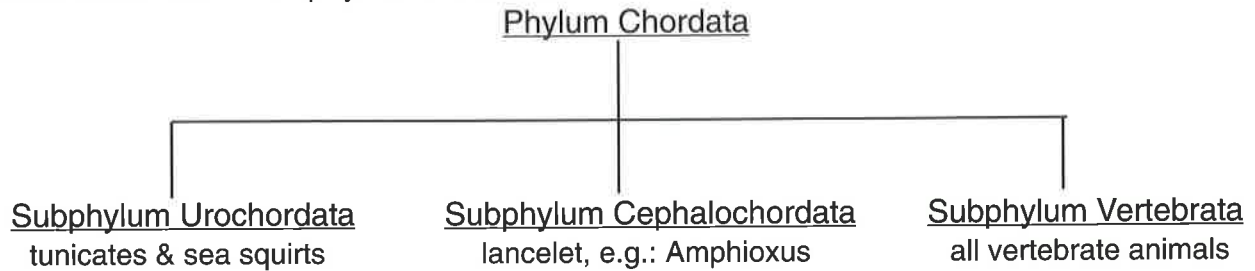 Phylum Chordata
Subphylum Urochordata
tunicates & sea squirts
Subphylum Cephalochordata
lancelet, e.g.: Amphioxus
Subphylum Vertebrata
all vertebrate animals